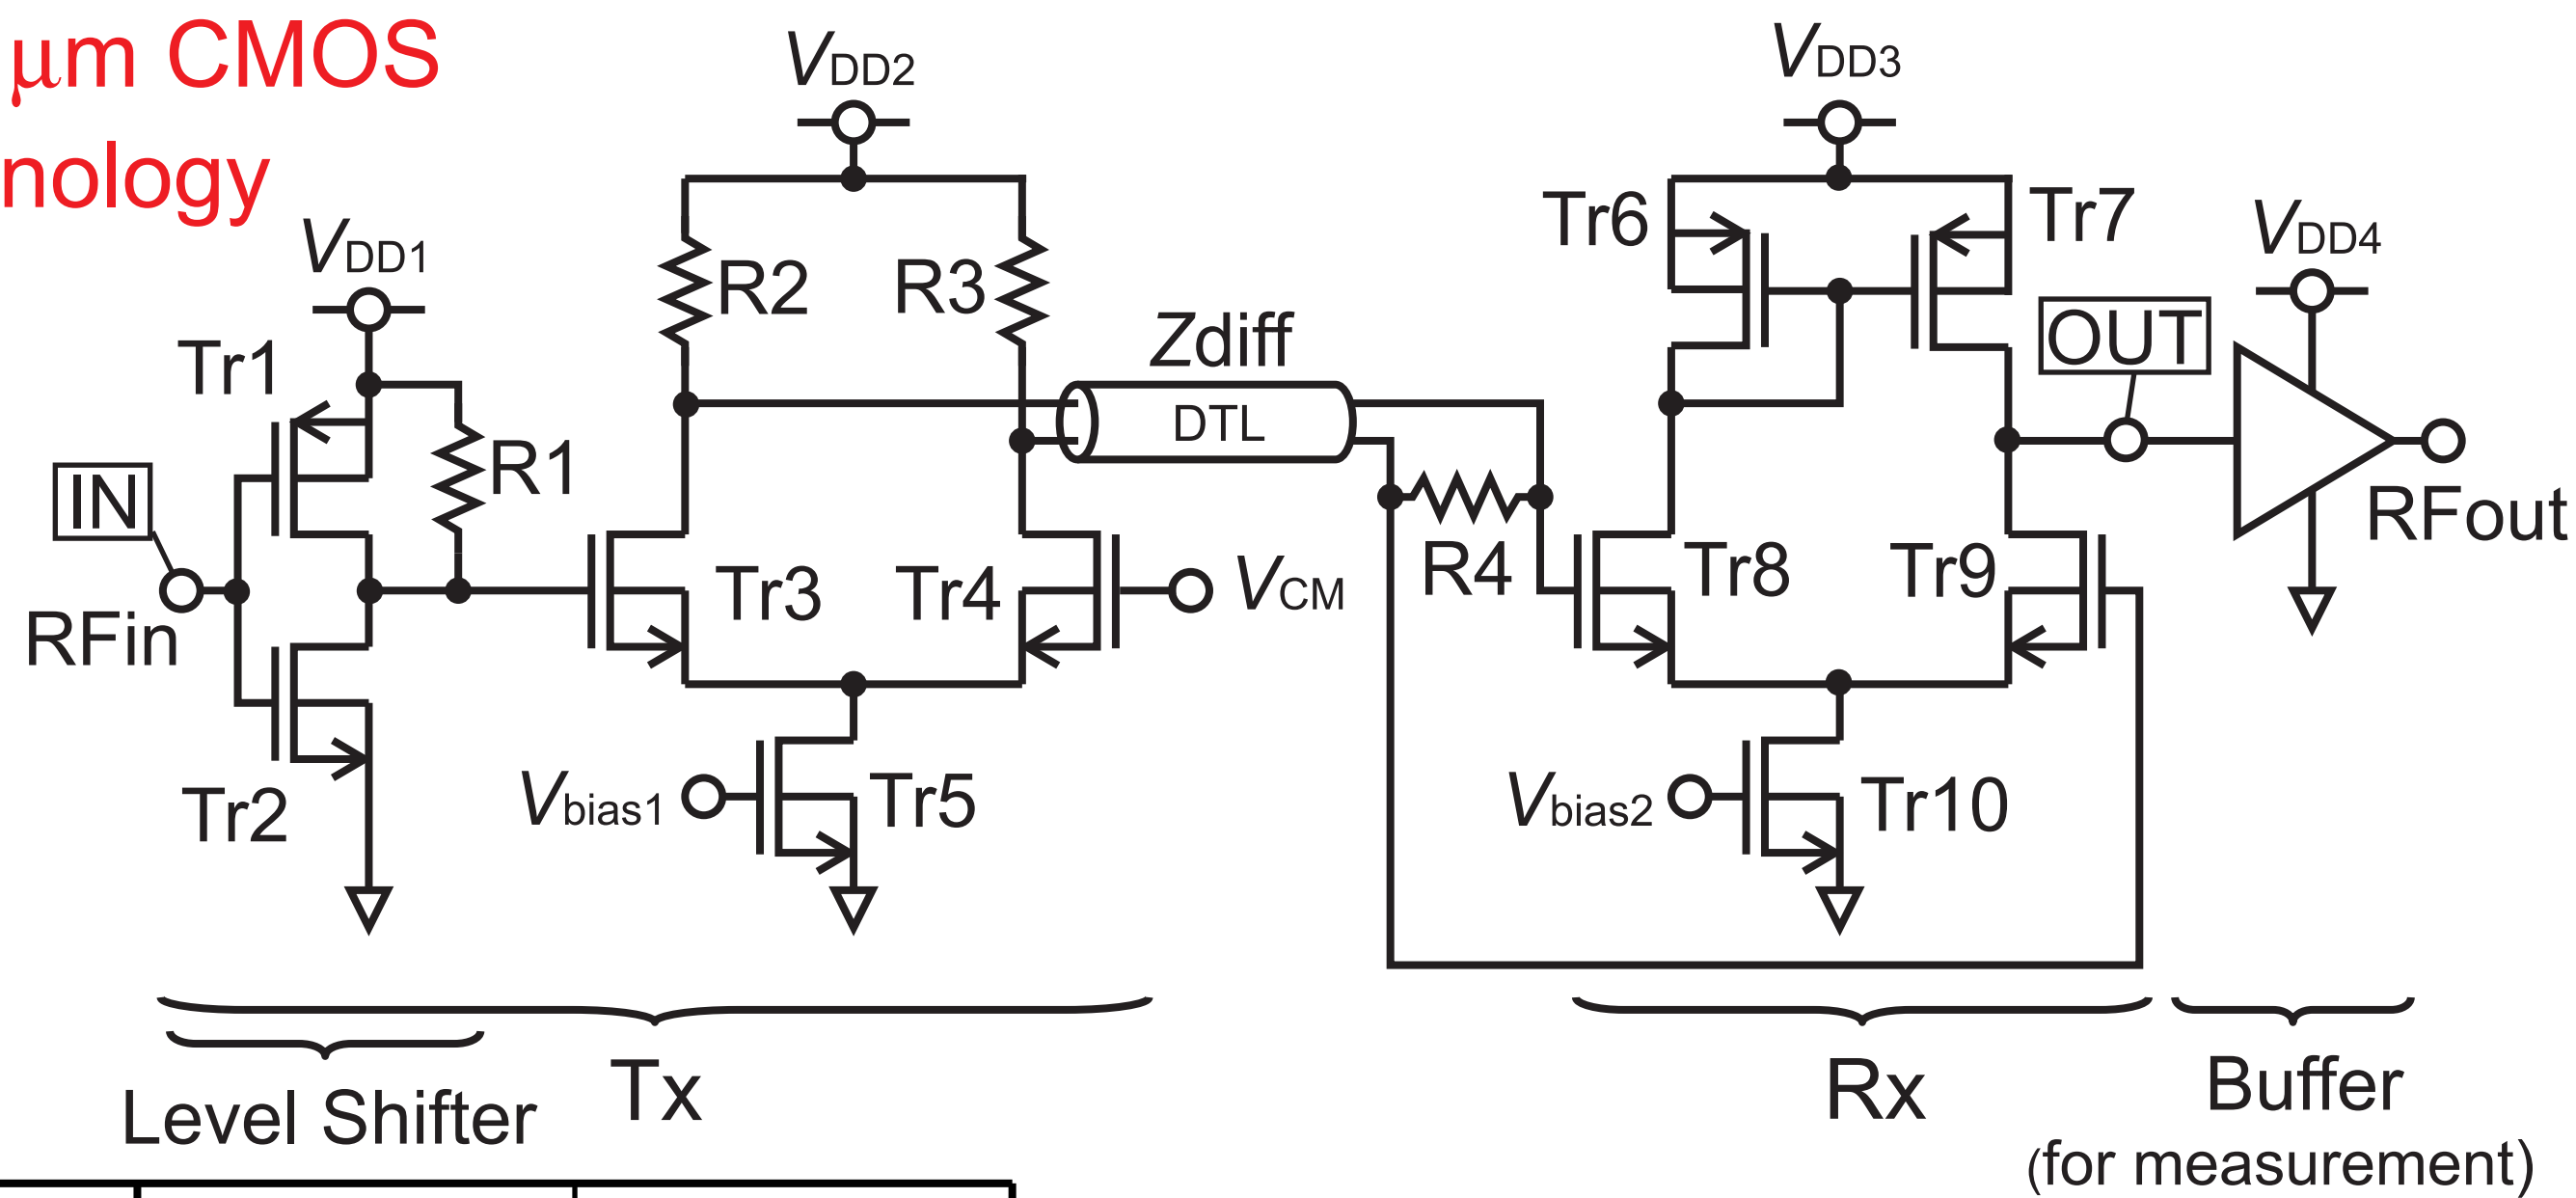 μm CMOS
nology
VDD1
VDD2
VDD3
VDD4
Tr1
R1
R2
R3
Zdiff
DTL
Tr6
Tr7
OUT
IN
RFin
Tr2
Tr3
Tr4
VCM
R4
Tr8
Tr9
RFout
Vbias1
Tr5
Vbias2
Tr10
Level Shifter
Tx
Rx
Buffer
(for measurement)